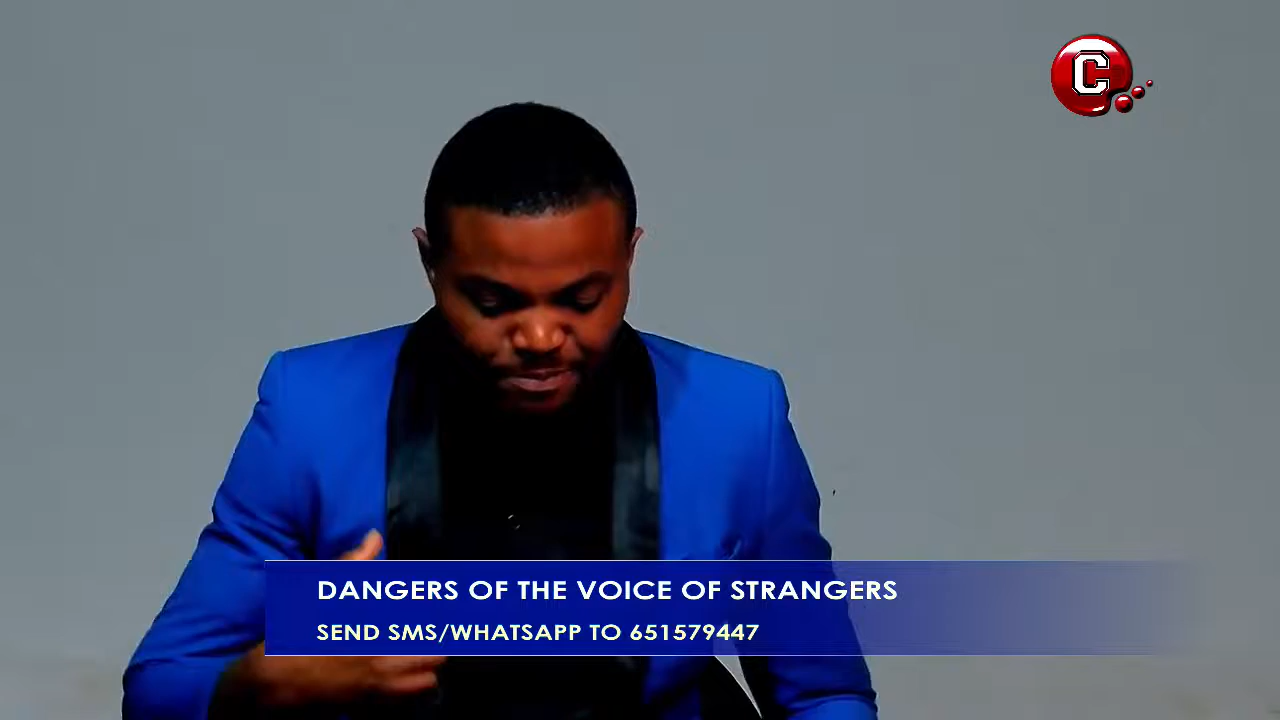 C
DANGERS OF THE VOICE OF STRANGERS
SEND SMS/WHATSAPP TO 651579447